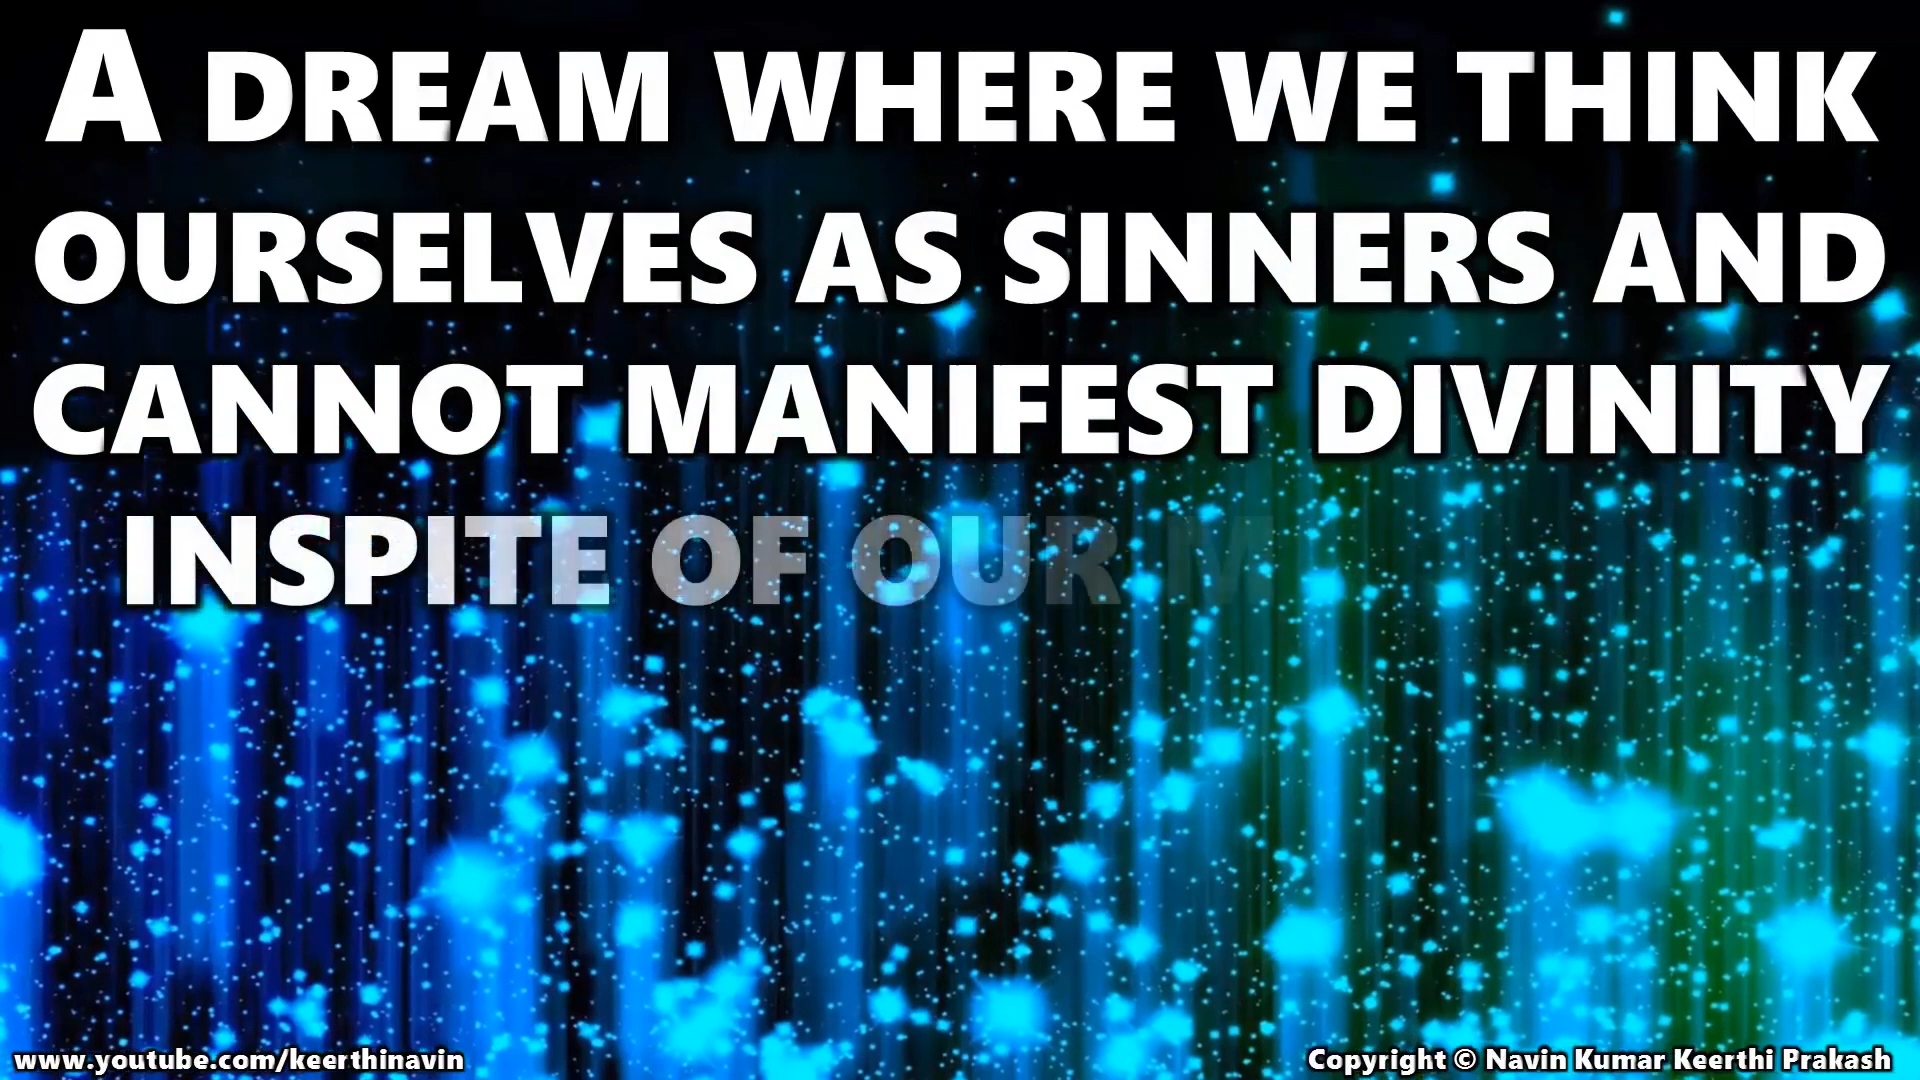 A DREAM WHERE WE THINK
OURSELVES AS SINNERS AND
CANNOT MANIFEST DIVINITY
INSPITE OF OUR M
www.youtube.com/keerthinavin
Copyright © Navin Kumar Keerthi Prakash